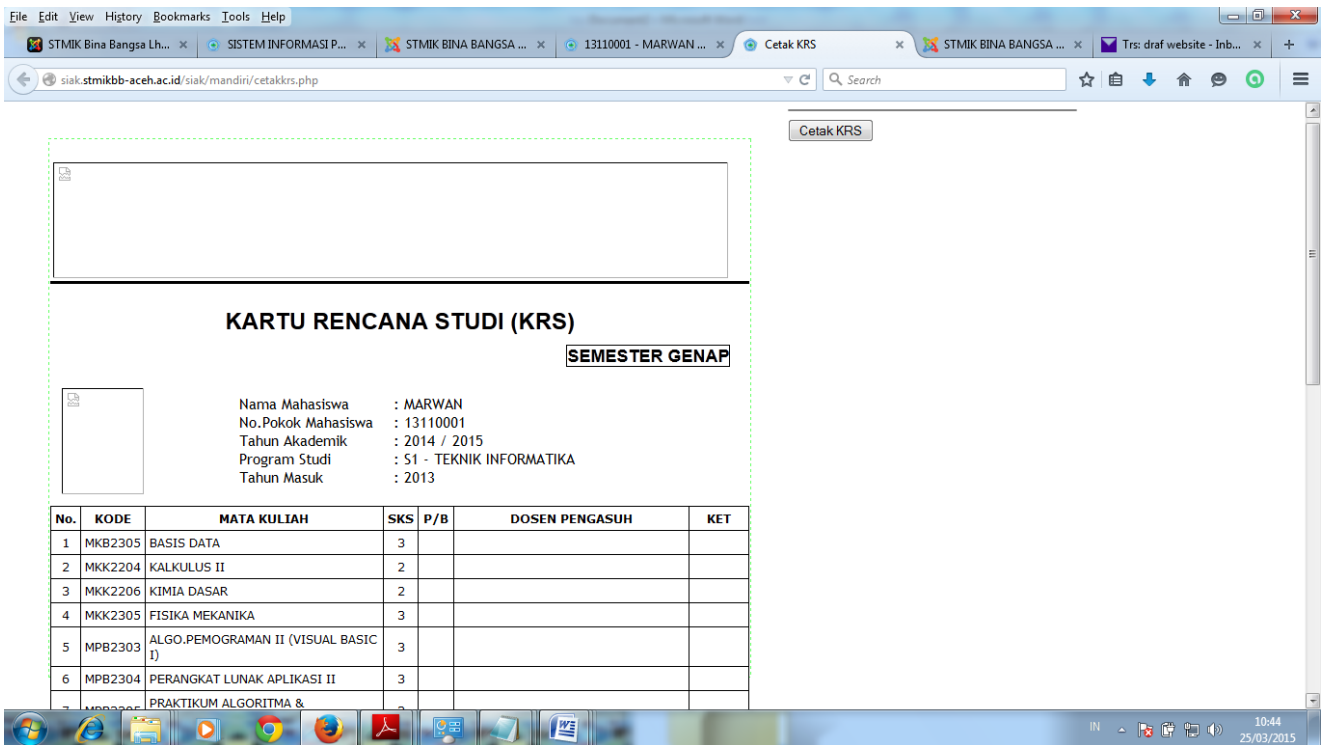 File Edit View History Bookmarks Tools Help
STMIK Bina Bangsa Lh... × SISTEM INFORMASI P... × STMIK BINA BANGSA ... × 13110001 - MARWAN ... × Cetak KRS × STMIK BINA BANGSA ... × Trs: draf website - Inb... × +
siak.stmikbb-aceh.ac.id/siak/mandiri/cetakkrs.php Search
Cetak KRS
KARTU RENCANA STUDI (KRS)
SEMESTER GENAP
Nama Mahasiswa : MARWAN
No.Pokok Mahasiswa : 13110001
Tahun Akademik : 2014 / 2015
Program Studi : S1 - TEKNIK INFORMATIKA
Tahun Masuk : 2013
No. KODE MATA KULIAH SKS P/B DOSEN PENGASUH KET
1 MKB2305 BASIS DATA 3
2 MKK2204 KALKULUS II 2
3 MKK2206 KIMIA DASAR 2
4 MKK2305 FISIKA MEKANIKA 3
5 MPB2303 ALGO.PEMOGRAMAN II (VISUAL BASIC 3
I)
6 MPB2304 PERANGKAT LUNAK APLIKASI II 3
PRAKTIKUM ALGORITMA &
IN 10:44
25/03/2015